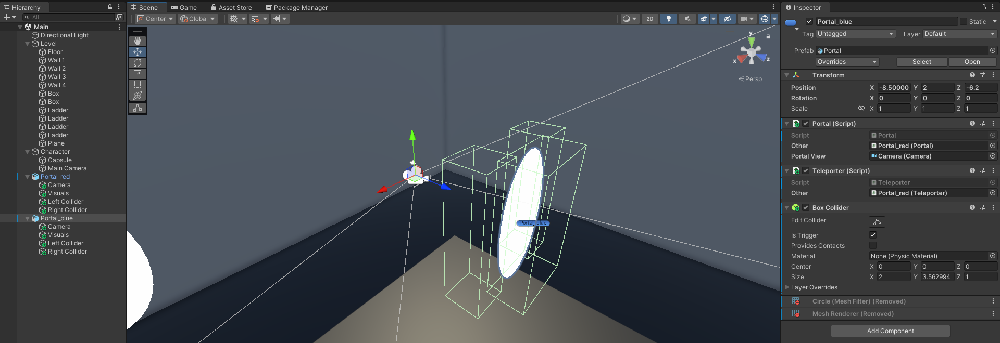 Hierarchy
All
Main
Directional Light
Level
Floor
Wall 1
Wall 2
Wall 3
Wall 4
Box
Box
Ladder
Ladder
Ladder
Ladder
Plane
Character
Capsule
Main Camera
Portal_red
Camera
Visuals
Left Collider
Right Collider
Portal_blue
Camera
Visuals
Left Collider
Right Collider
Scene Game Asset Store Package Manager
Center Global 2D
y
x z
Persp
Portal_blue
Inspector
Portal_blue Static
Tag Untagged Layer Default
Prefab Portal
Overrides Select Open
Transform
Position X -8.50000 Y 2 Z -6.2
Rotation X 0 Y 0 Z 0
Scale X 1 Y 1 Z 1
Portal (Script)
Script Portal
Other Portal_red (Portal)
Portal View Camera (Camera)
Teleporter (Script)
Script Teleporter
Other Portal_red (Teleporter)
Box Collider
Edit Collider
Is Trigger
Provides Contacts
Material None (Physic Material)
Center X 0 Y 0 Z 0
Size X 2 Y 3.562994 Z 1
Layer Overrides
Circle (Mesh Filter) (Removed)
Mesh Renderer (Removed)
Add Component